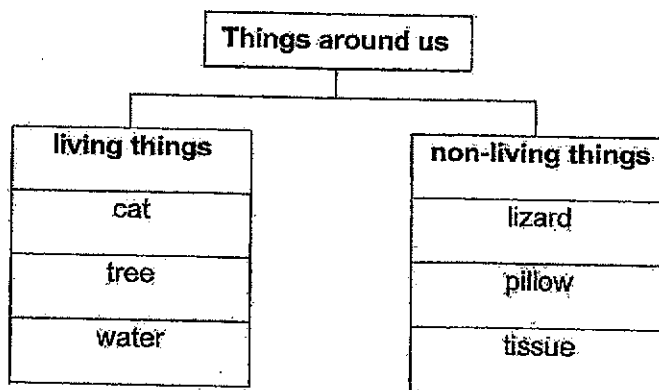 Things around us
living things
cat
tree
water
non-living things
lizard
pillow
tissue